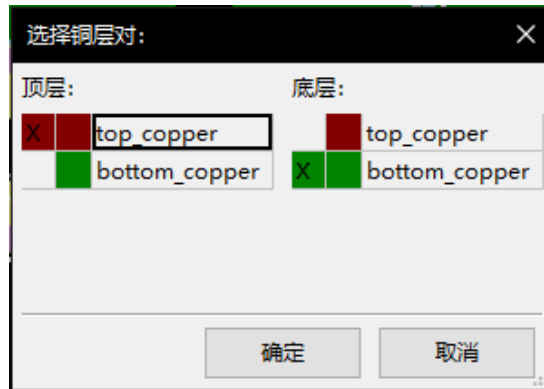 选择铜层对:
顶层: 底层:
X top_copper top_copper
bottom_copper X bottom_copper
确定 取消